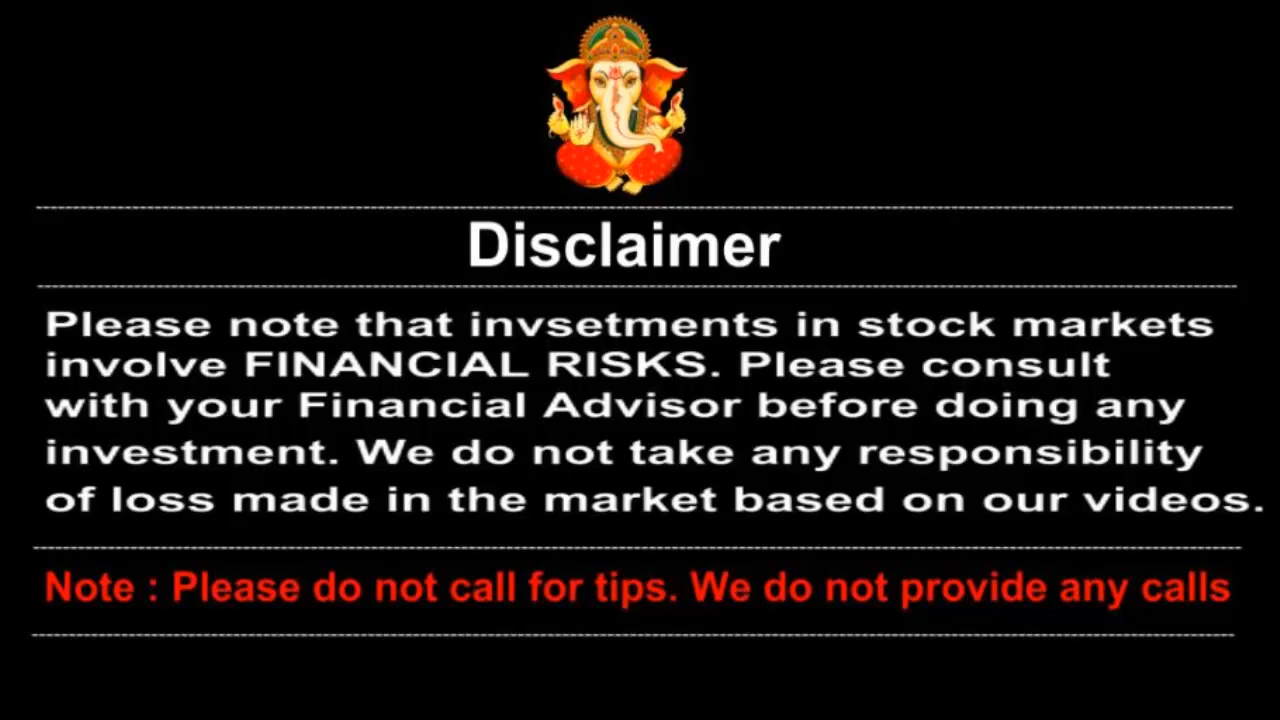 Disclaimer
Please note that invsetments in stock markets
involve FINANCIAL RISKS. Please consult
with your Financial Advisor before doing any
investment. We do not take any responsibility
of loss made in the market based on our videos.
Note : Please do not call for tips. We do not provide any calls